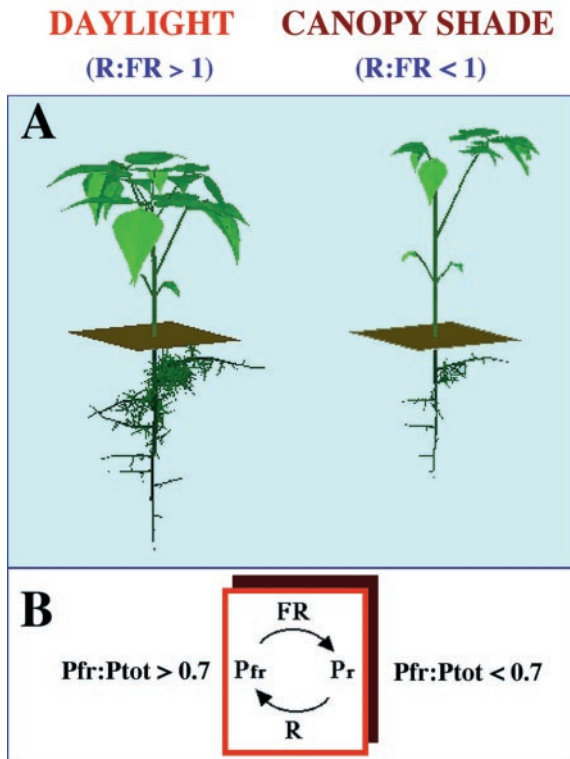 DAYLIGHT CANOPY SHADE
(R:FR > 1) (R:FR < 1)
A
B
FR
Pfr:Ptot > 0.7 Pfr Pr Pfr:Ptot < 0.7
R